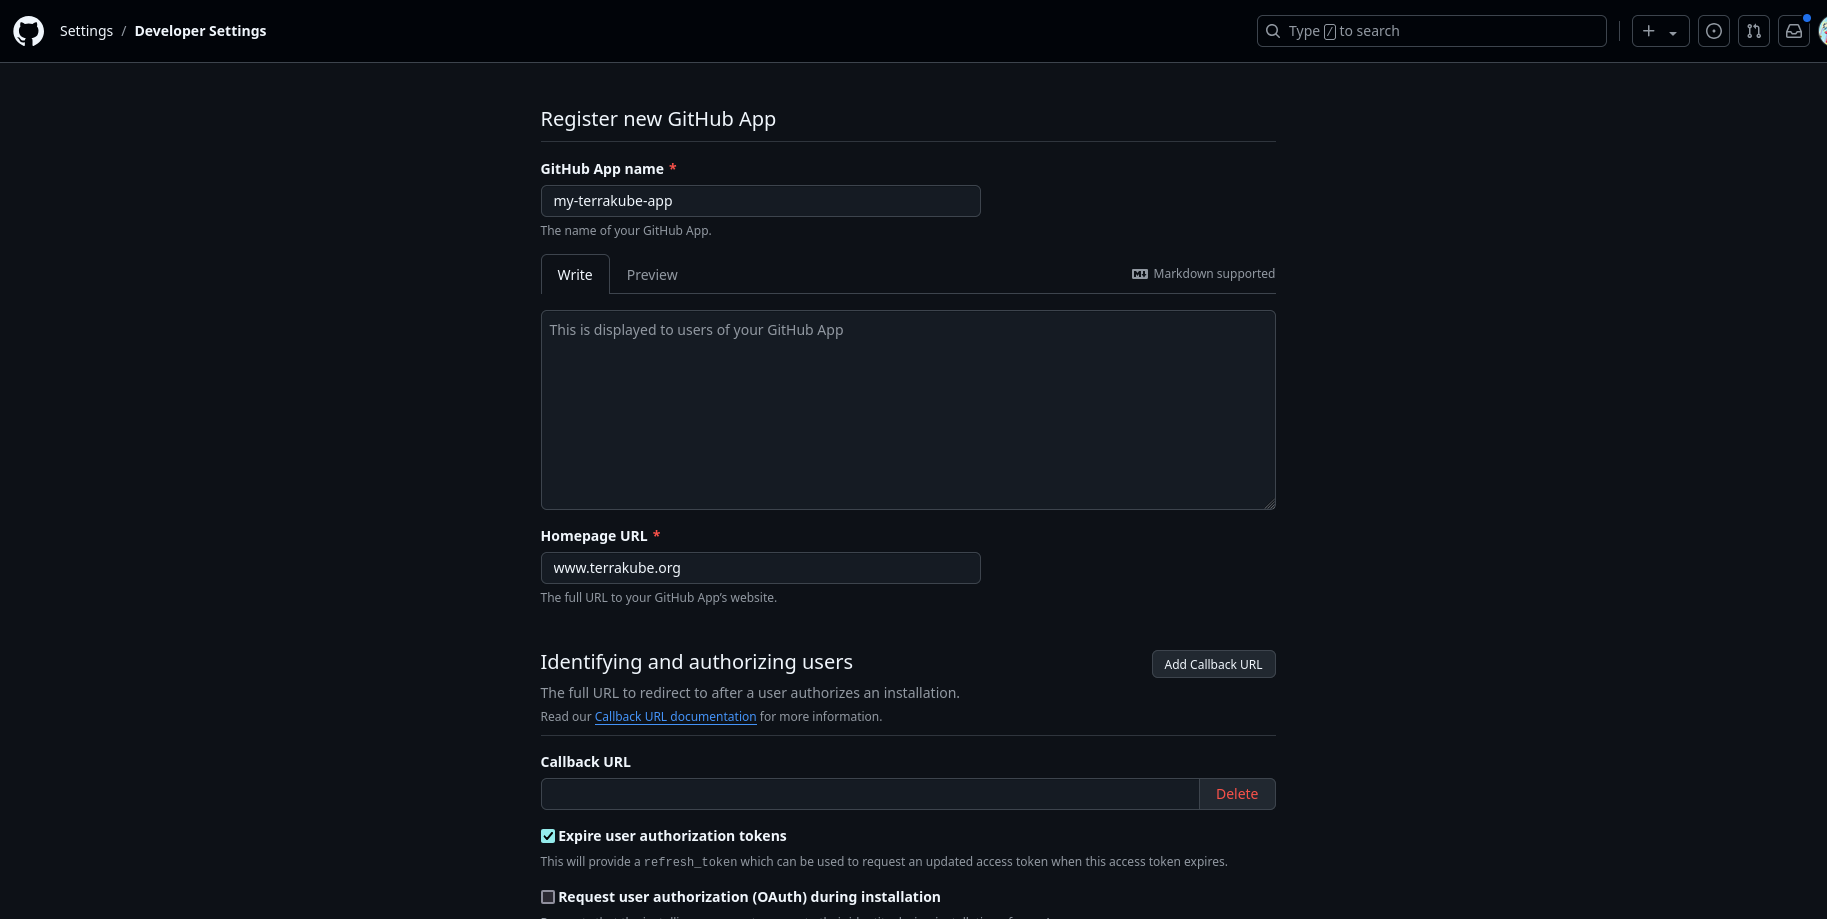 Settings / Developer Settings
Type / to search
Register new GitHub App
GitHub App name *
my-terrakube-app
The name of your GitHub App.
Write
Preview
Markdown supported
This is displayed to users of your GitHub App
Homepage URL *
www.terrakube.org
The full URL to your GitHub App’s website.
Identifying and authorizing users
Add Callback URL
The full URL to redirect to after a user authorizes an installation.
Read our Callback URL documentation for more information.
Callback URL
Delete
Expire user authorization tokens
This will provide a refresh_token which can be used to request an updated access token when this access token expires.
Request user authorization (OAuth) during installation